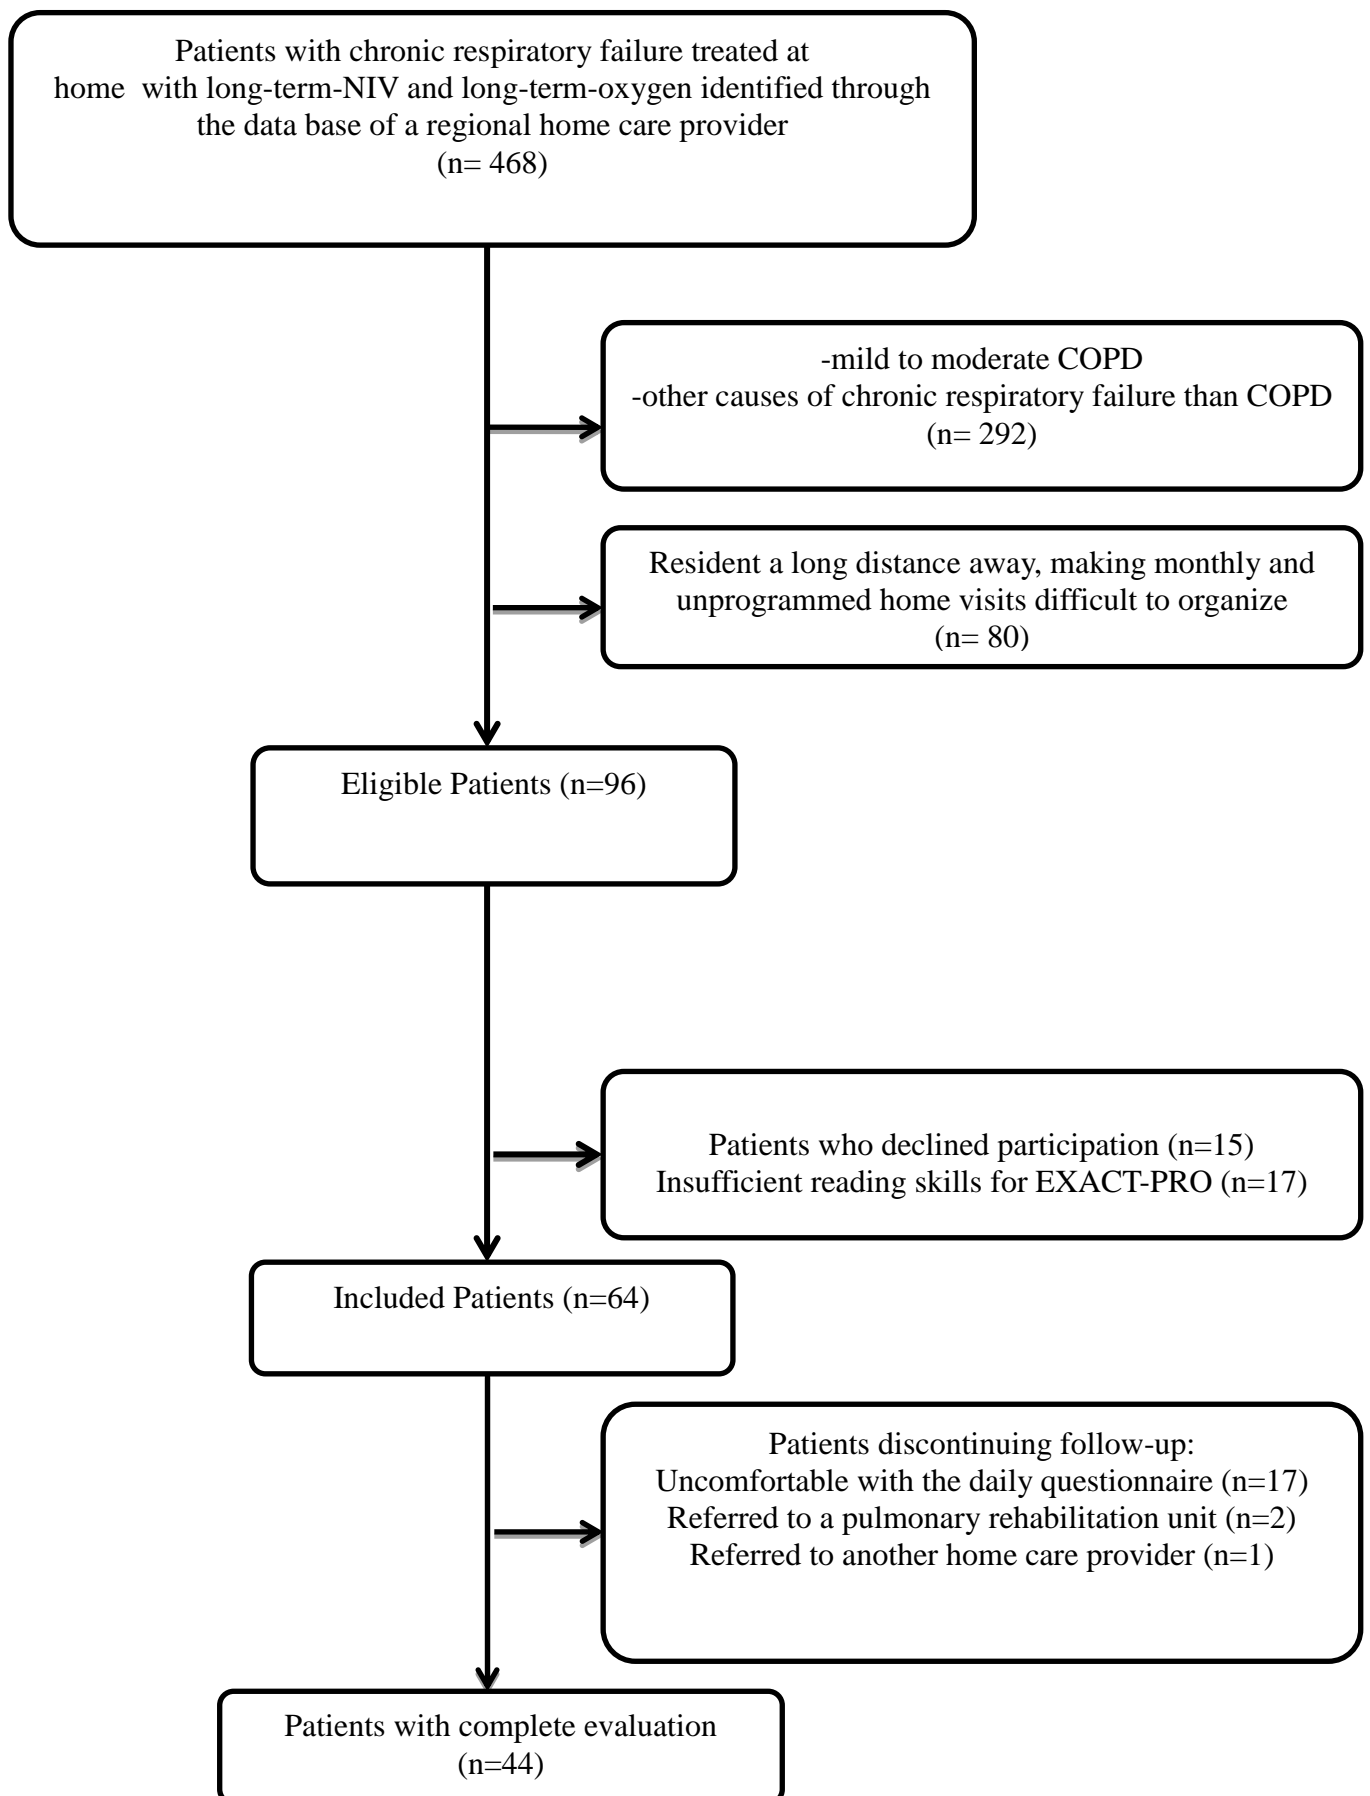 Patients with chronic respiratory failure treated at
home  with long-term-NIV and long-term-oxygen identified through
the data base of a regional home care provider
(n= 468)
-mild to moderate COPD
-other causes of chronic respiratory failure than COPD
(n= 292)
Resident a long distance away, making monthly and
unprogrammed home visits difficult to organize
(n= 80)
Eligible Patients (n=96)
Patients who declined participation (n=15)
Insufficient reading skills for EXACT-PRO (n=17)
Included Patients (n=64)
Patients discontinuing follow-up:
Uncomfortable with the daily questionnaire (n=17)
Referred to a pulmonary rehabilitation unit (n=2)
Referred to another home care provider (n=1)
Patients with complete evaluation
(n=44)